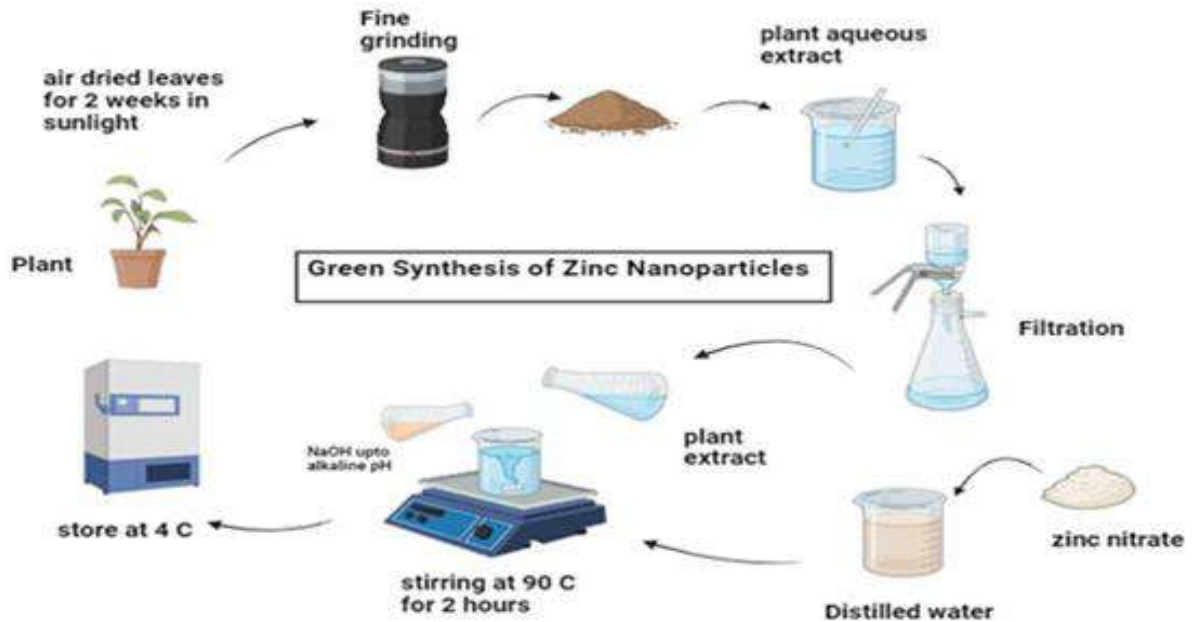 Fine
grinding
plant aqueous
extract
air dried leaves
for 2 weeks in
sunlight
Plant
Green Synthesis of Zinc Nanoparticles
Filtration
plant
extract
NaOH upto
alkaline pH
zinc nitrate
store at 4 C
stirring at 90 C
for 2 hours
Distilled water